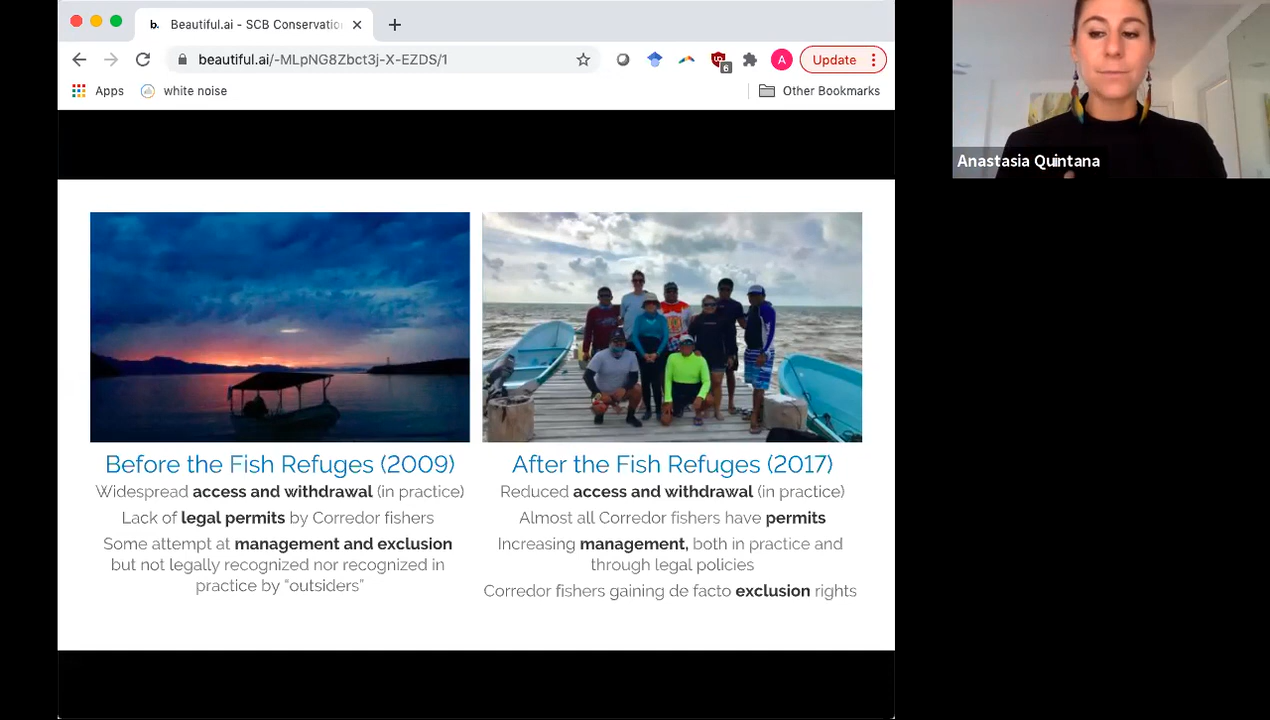 b.
Beautiful.ai - SCB Conservatio
beautiful.ai/-MLpNG8Zbct3j-X-EZDS/1
6
A
Update
Apps
white noise
Other Bookmarks
Anastasia Quintana
Before the Fish Refuges (2009)
Widespread access and withdrawal (in practice)
Lack of legal permits by Corredor fishers
Some attempt at management and exclusion
but not legally recognized nor recognized in
practice by “outsiders”
After the Fish Refuges (2017)
Reduced access and withdrawal (in practice)
Almost all Corredor fishers have permits
Increasing management, both in practice and
through legal policies
Corredor fishers gaining de facto exclusion rights